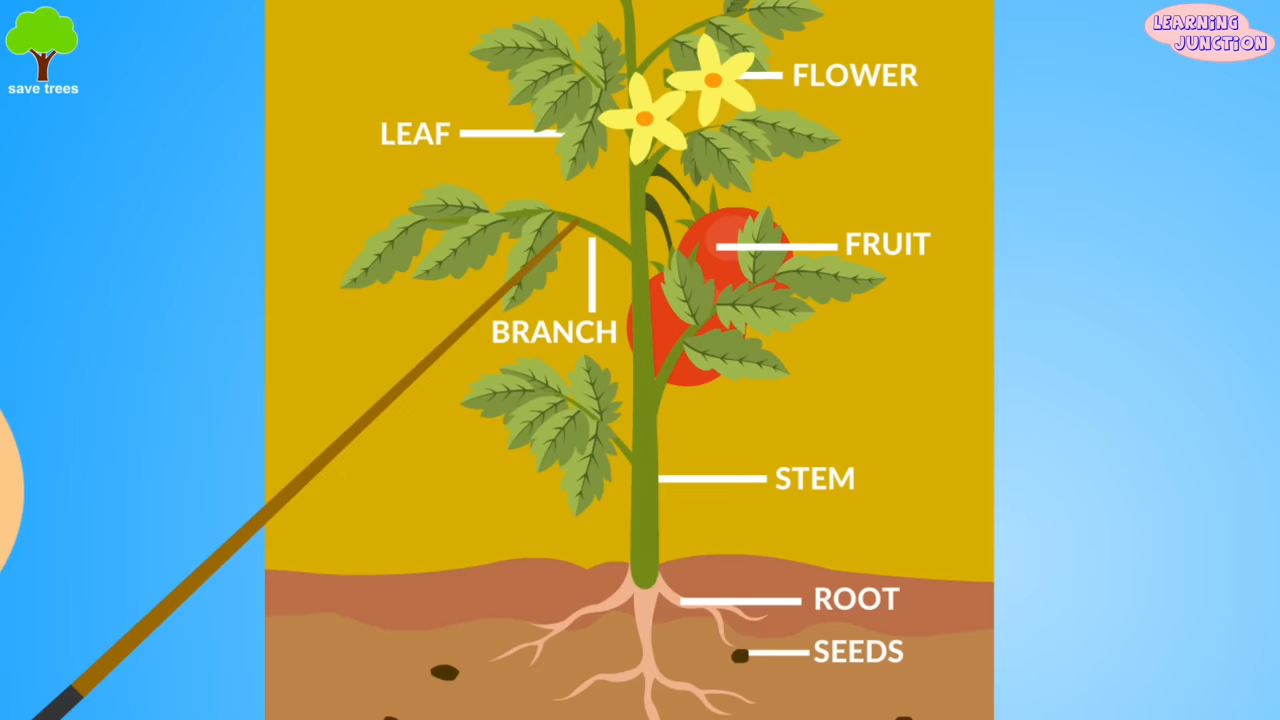 save trees
LEARNiNG
JUNCTiON
FLOWER
LEAF
FRUIT
BRANCH
STEM
ROOT
SEEDS